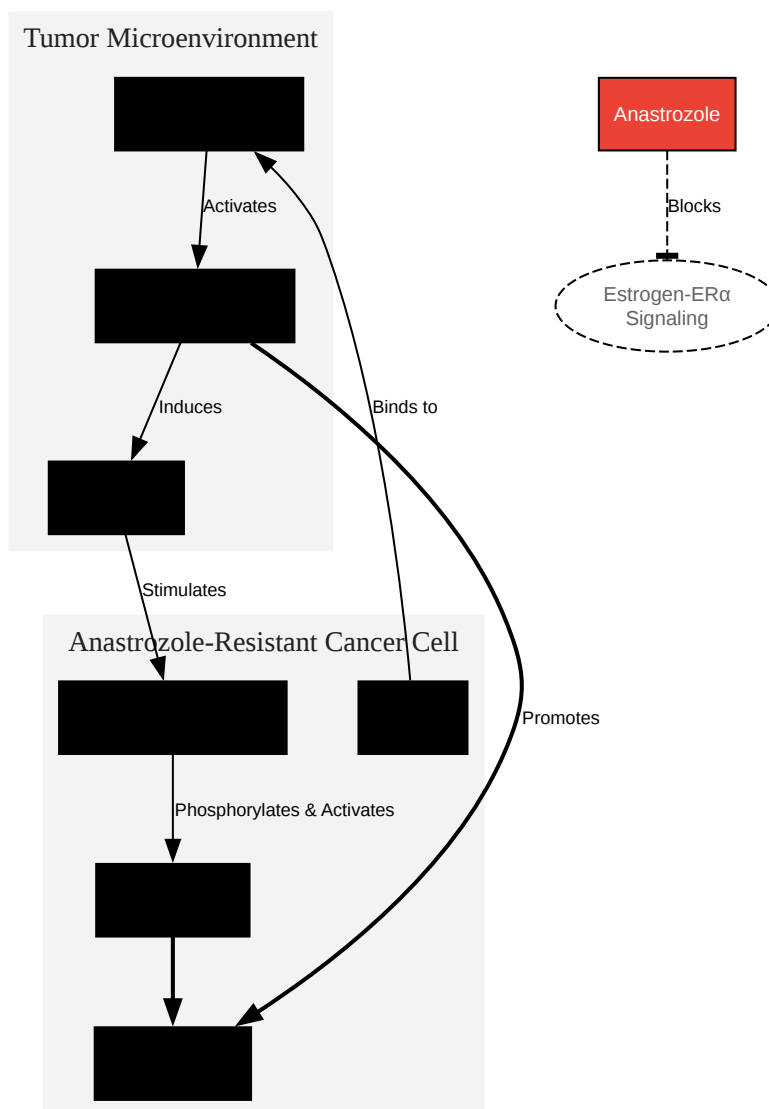 Tumor Microenvironment
Anastrozole
Activates
Blocks
Estrogen-ERα
Signaling
Induces
Binds to
Stimulates
Anastrozole-Resistant Cancer Cell
Promotes
Phosphorylates & Activates